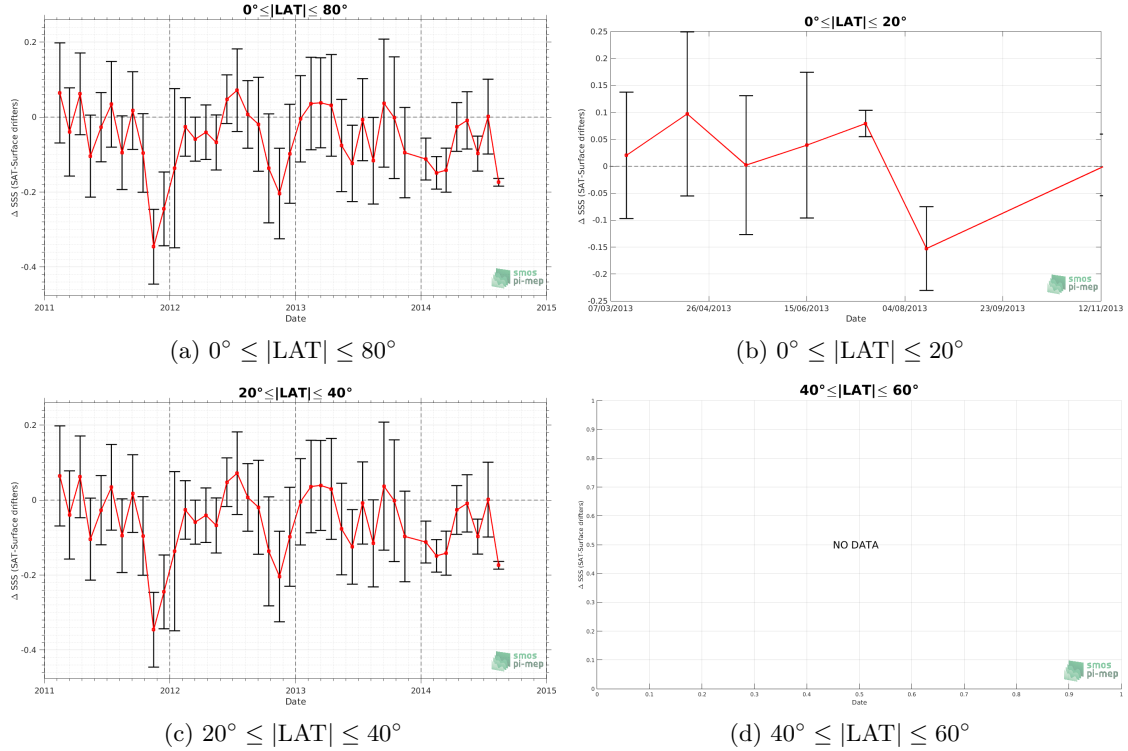 0°≤|LAT|≤ 80°
0.2
0
-0.2
-0.4
2011
2012
2013
2014
2015
Date
Δ SSS (SAT-Surface drifters)
smos
pi-mep
(a) 0° ≤ |LAT| ≤ 80°
0°≤|LAT|≤ 20°
0.25
0.2
0.15
0.1
0.05
0
-0.05
-0.1
-0.15
-0.2
-0.25
07/03/2013
26/04/2013
15/06/2013
04/08/2013
23/09/2013
12/11/2013
Date
Δ SSS (SAT-Surface drifters)
smos
pi-mep
(b) 0° ≤ |LAT| ≤ 20°
20°≤|LAT|≤ 40°
0.2
0
-0.2
-0.4
2011
2012
2013
2014
2015
Date
Δ SSS (SAT-Surface drifters)
smos
pi-mep
(c) 20° ≤ |LAT| ≤ 40°
40°≤|LAT|≤ 60°
1
0.9
0.8
0.7
0.6
0.5
0.4
0.3
0.2
0.1
0
NO DATA
0
0.1
0.2
0.3
0.4
0.5
0.6
0.7
0.8
0.9
1
Date
Δ SSS (SAT-Surface drifters)
smos
pi-mep
(d) 40° ≤ |LAT| ≤ 60°